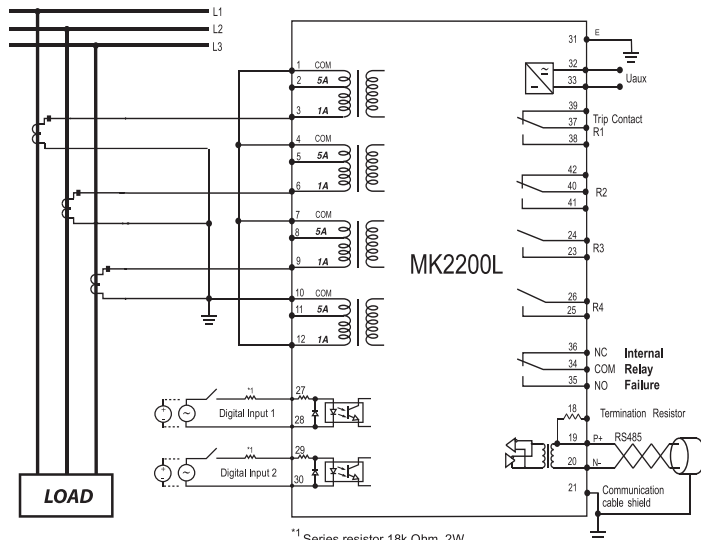 L1
L2
L3
1 COM
2 5A
3 1A
4 COM
5 5A
6 1A
7 COM
8 5A
9 1A
10 COM
11 5A
12 1A
*1 27
Digital Input 1 28
*1 29
Digital Input 2 30
LOAD
MK2200L
31 E
32
33
Uaux
39
37 Trip Contact
38 R1
42
40 R2
41
24 R3
23
26
25 R4
36 NC Internal
34 COM Relay
35 NO Failure
18 Termination Resistor
19 P+ RS485
20 N-
21 Communication
cable shield
*1 Series resistor 18k Ohm, 2W